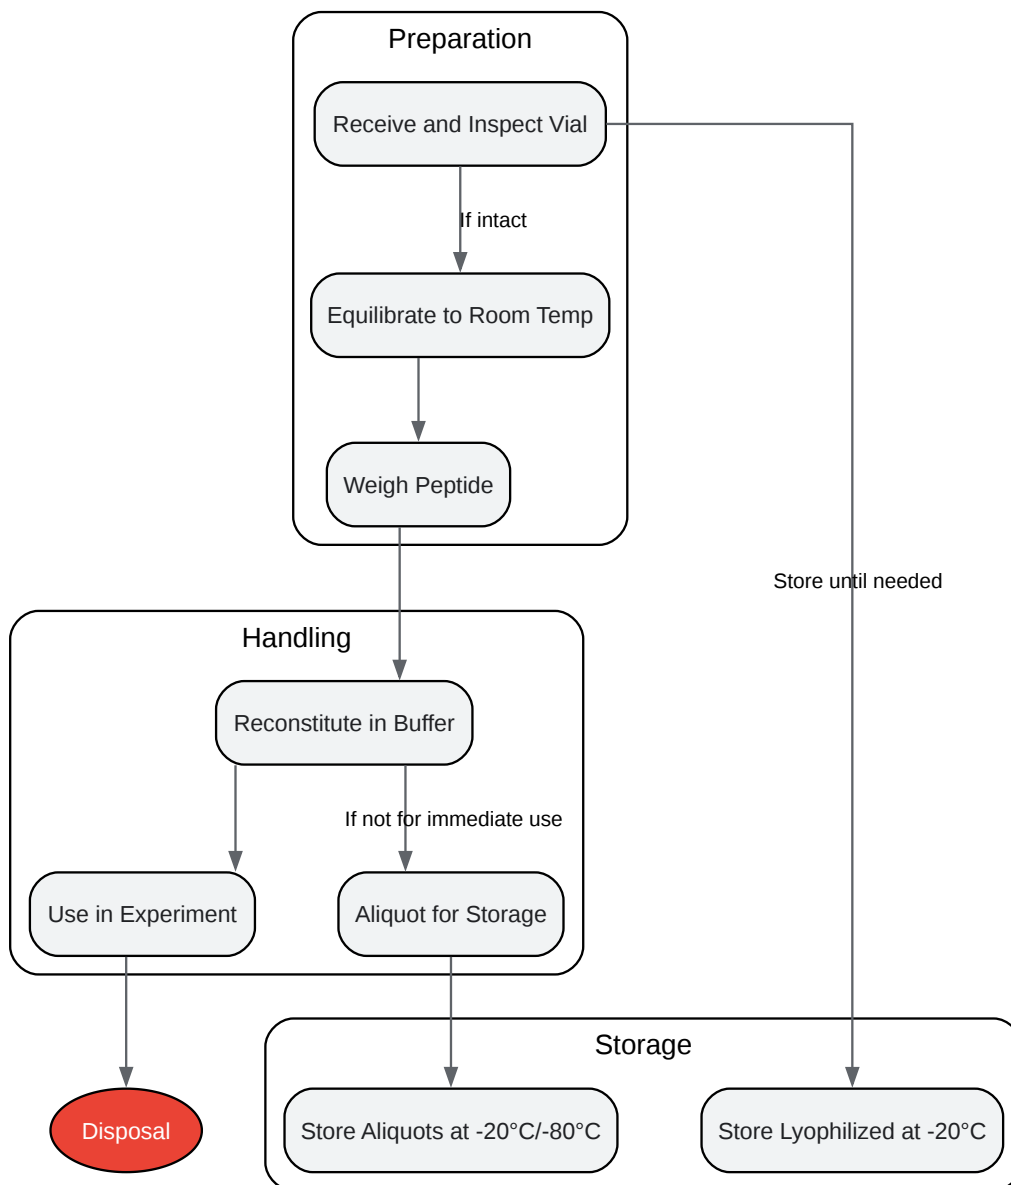 Preparation
Receive and Inspect Vial
If intact
Equilibrate to Room Temp
Weigh Peptide
Store until needed
Handling
Reconstitute in Buffer
If not for immediate use
Use in Experiment
Aliquot for Storage
Storage
Disposal
Store Aliquots at -20°C/-80°C
Store Lyophilized at -20°C